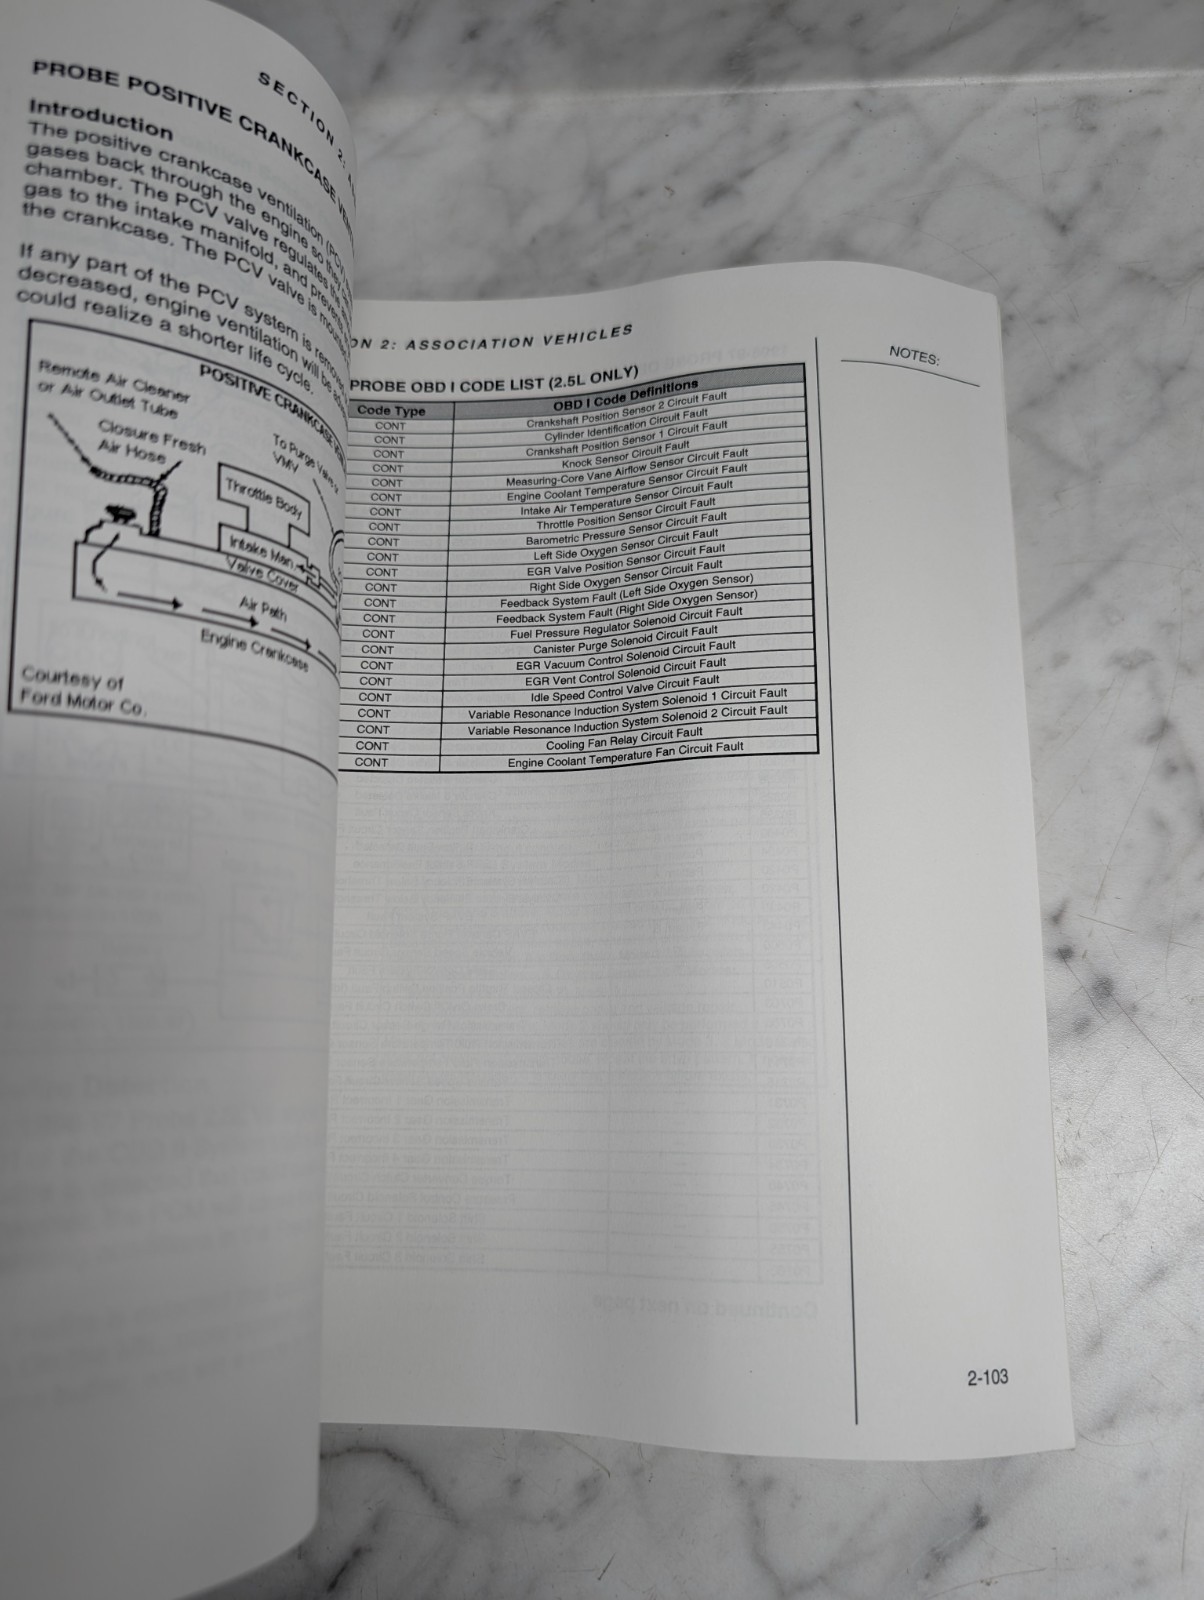 SECTION 2:
PROBE POSITIVE CRANKCASE
Introduction
The positive crankcase ventilation (PCV)
gases back through the engine so they
chamber. The PCV valve regulates the
gas to the intake manifold, and prevents
the crankcase. The PCV valve is mounted
If any part of the PCV system is removed
decreased, engine ventilation will be
could realize a shorter life cycle.
POSITIVE CRANKCASE
Remote Air Cleaner
or Air Outlet Tube
Closure Fresh
Air Hose
To Purge Valve
VMV
Throttle Body
Intake Man.
Valve Cover
Air Path
Engine Crankcase
Courtesy of
Ford Motor Co.
ON 2: ASSOCIATION VEHICLES
PROBE OBD I CODE LIST (2.5L ONLY)
Code Type OBD I Code Definitions
CONT Crankshaft Position Sensor 2 Circuit Fault
CONT Cylinder Identification Circuit Fault
CONT Crankshaft Position Sensor 1 Circuit Fault
CONT Knock Sensor Circuit Fault
CONT Measuring-Core Vane Airflow Sensor Circuit Fault
CONT Engine Coolant Temperature Sensor Circuit Fault
CONT Intake Air Temperature Sensor Circuit Fault
CONT Throttle Position Sensor Circuit Fault
CONT Barometric Pressure Sensor Circuit Fault
CONT Left Side Oxygen Sensor Circuit Fault
CONT EGR Valve Position Sensor Circuit Fault
CONT Right Side Oxygen Sensor Circuit Fault
CONT Feedback System Fault (Left Side Oxygen Sensor)
CONT Feedback System Fault (Right Side Oxygen Sensor)
CONT Fuel Pressure Regulator Solenoid Circuit Fault
CONT Canister Purge Solenoid Circuit Fault
CONT EGR Vacuum Control Solenoid Circuit Fault
CONT EGR Vent Control Solenoid Circuit Fault
CONT Idle Speed Control Valve Circuit Fault
CONT Variable Resonance Induction System Solenoid 1 Circuit Fault
CONT Variable Resonance Induction System Solenoid 2 Circuit Fault
CONT Cooling Fan Relay Circuit Fault
CONT Engine Coolant Temperature Fan Circuit Fault
NOTES:
2-103